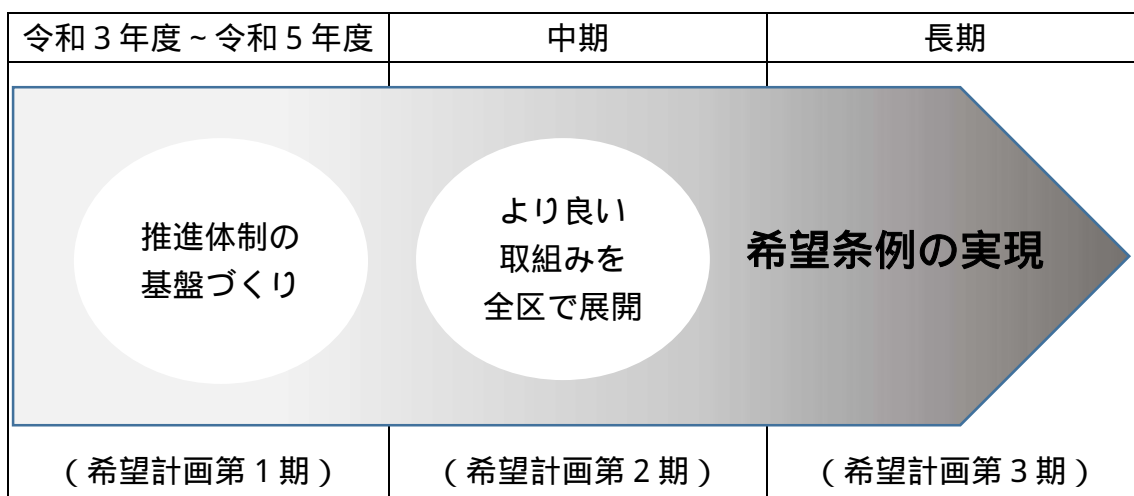 令和３年度～令和５年度
中期
長期
推進体制の
基盤づくり
より良い
取組みを
全区で展開
希望条例の実現
（希望計画第１期）
（希望計画第２期）
（希望計画第３期）